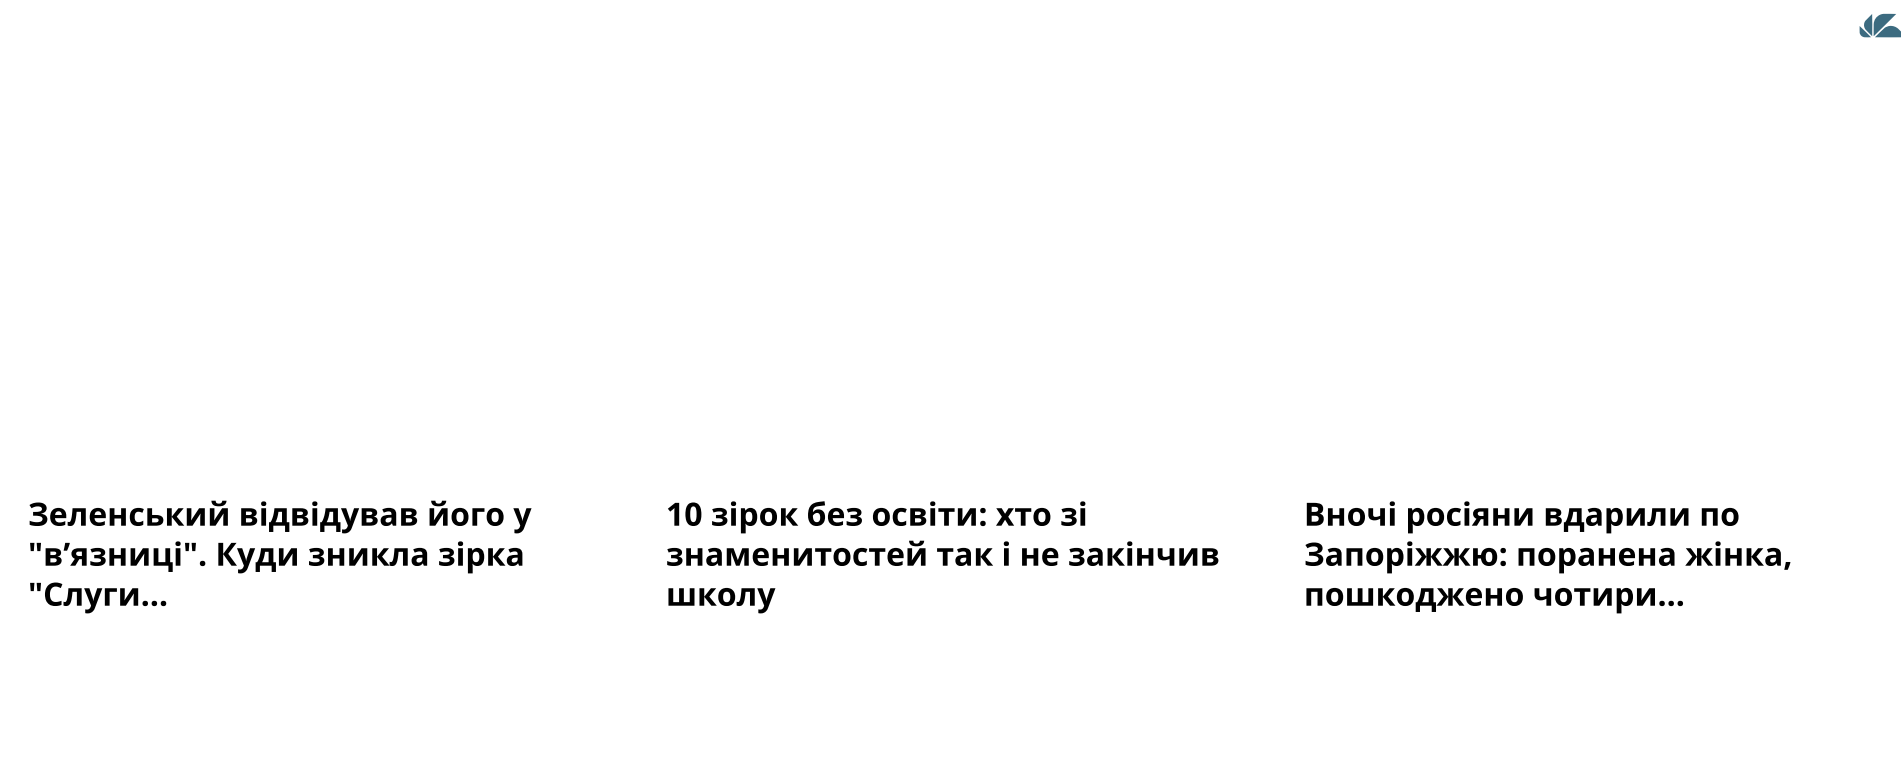 Зеленський відвідував його у
"в’язниці". Куди зникла зірка
"Слуги...
10 зірок без освіти: хто зі
знаменитостей так і не закінчив
школу
Вночі росіяни вдарили по
Запоріжжю: поранена жінка,
пошкоджено чотири...